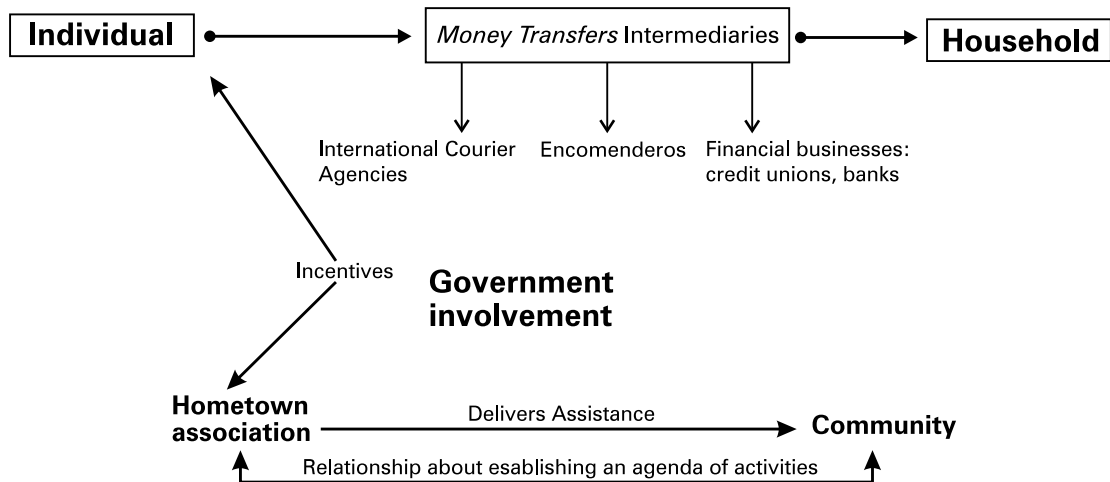 Individual
Money Transfers Intermediaries
Household
International Courier
Agencies
Encomenderos
Financial businesses:
credit unions, banks
Incentives
Government
involvement
Hometown
association
Delivers Assistance
Community
Relationship about esablishing an agenda of activities